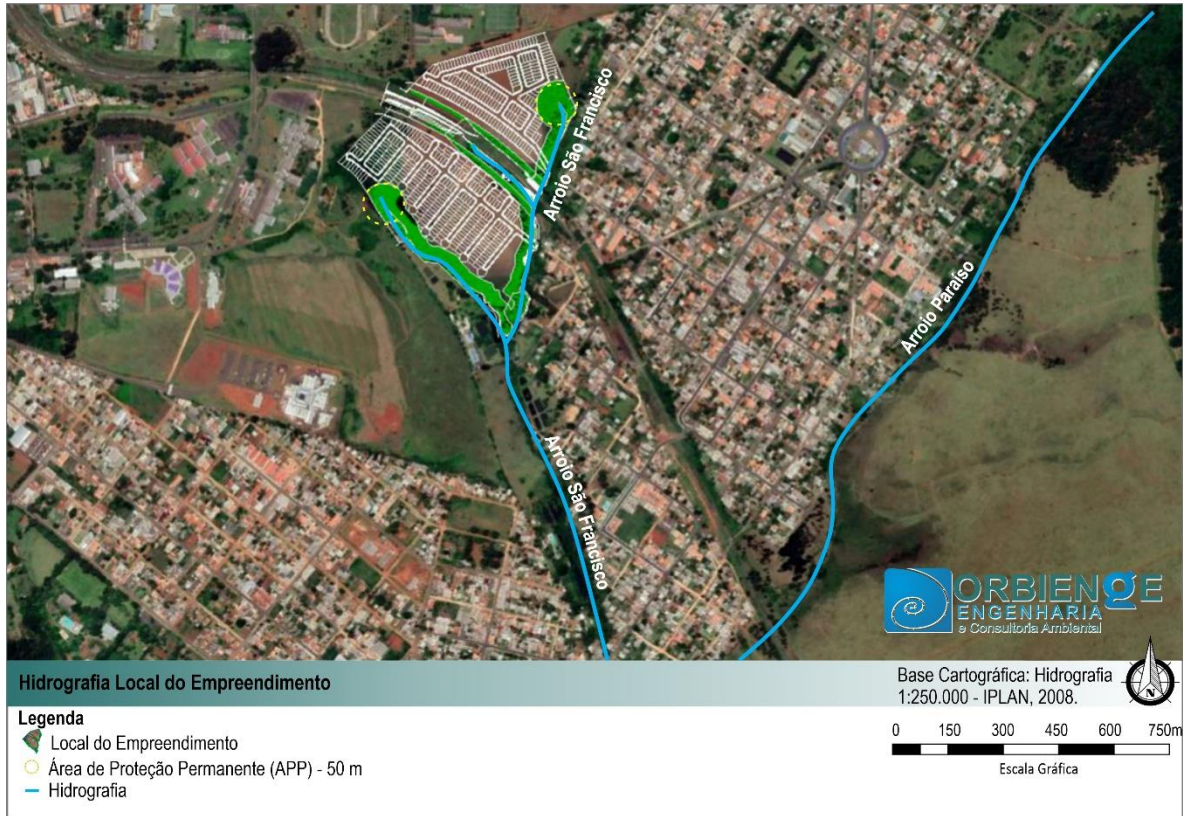 Arroio São Francisco
Arroio Paraíso
Arroio São Francisco
ORBIENGE
ENGENHARIA
e Consultoria Ambiental
Hidrografia Local do Empreendimento
Base Cartográfica: Hidrografia
1:250.000 - IPLAN, 2008.
N
Legenda
Local do Empreendimento
Área de Proteção Permanente (APP) - 50 m
Hidrografia
0 150 300 450 600 750m
Escala Gráfica